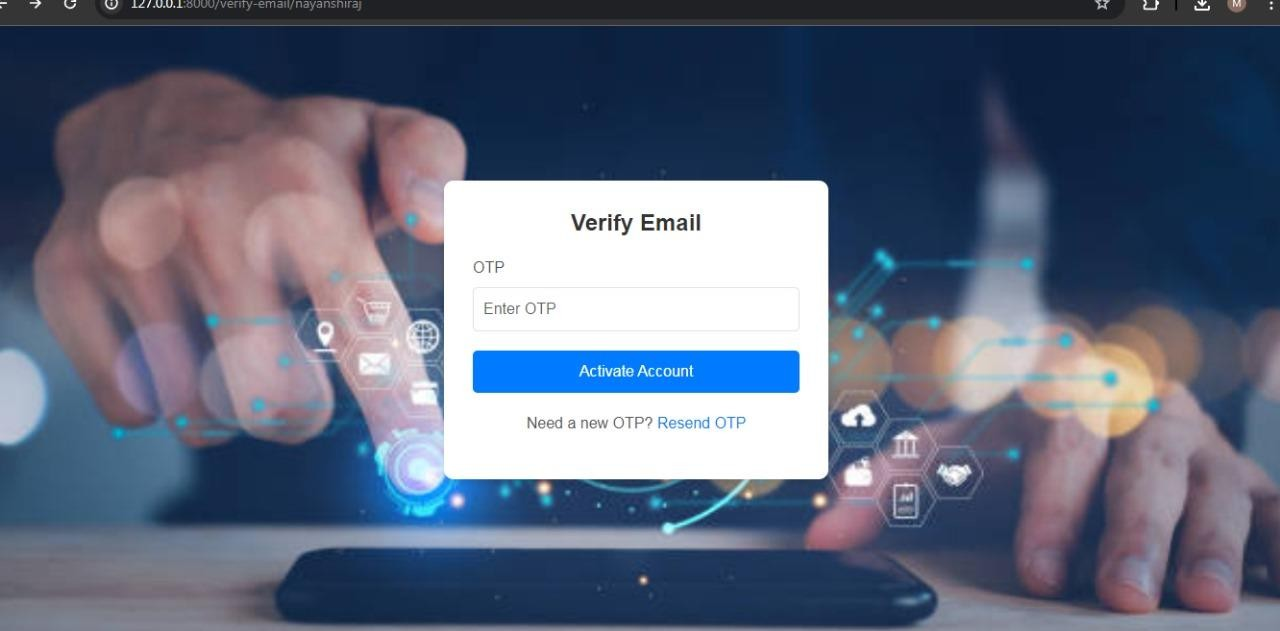 127.0.0.1:8000/verify-email/nayanshiraj
M
Verify Email
OTP
Enter OTP
Activate Account
Need a new OTP? Resend OTP